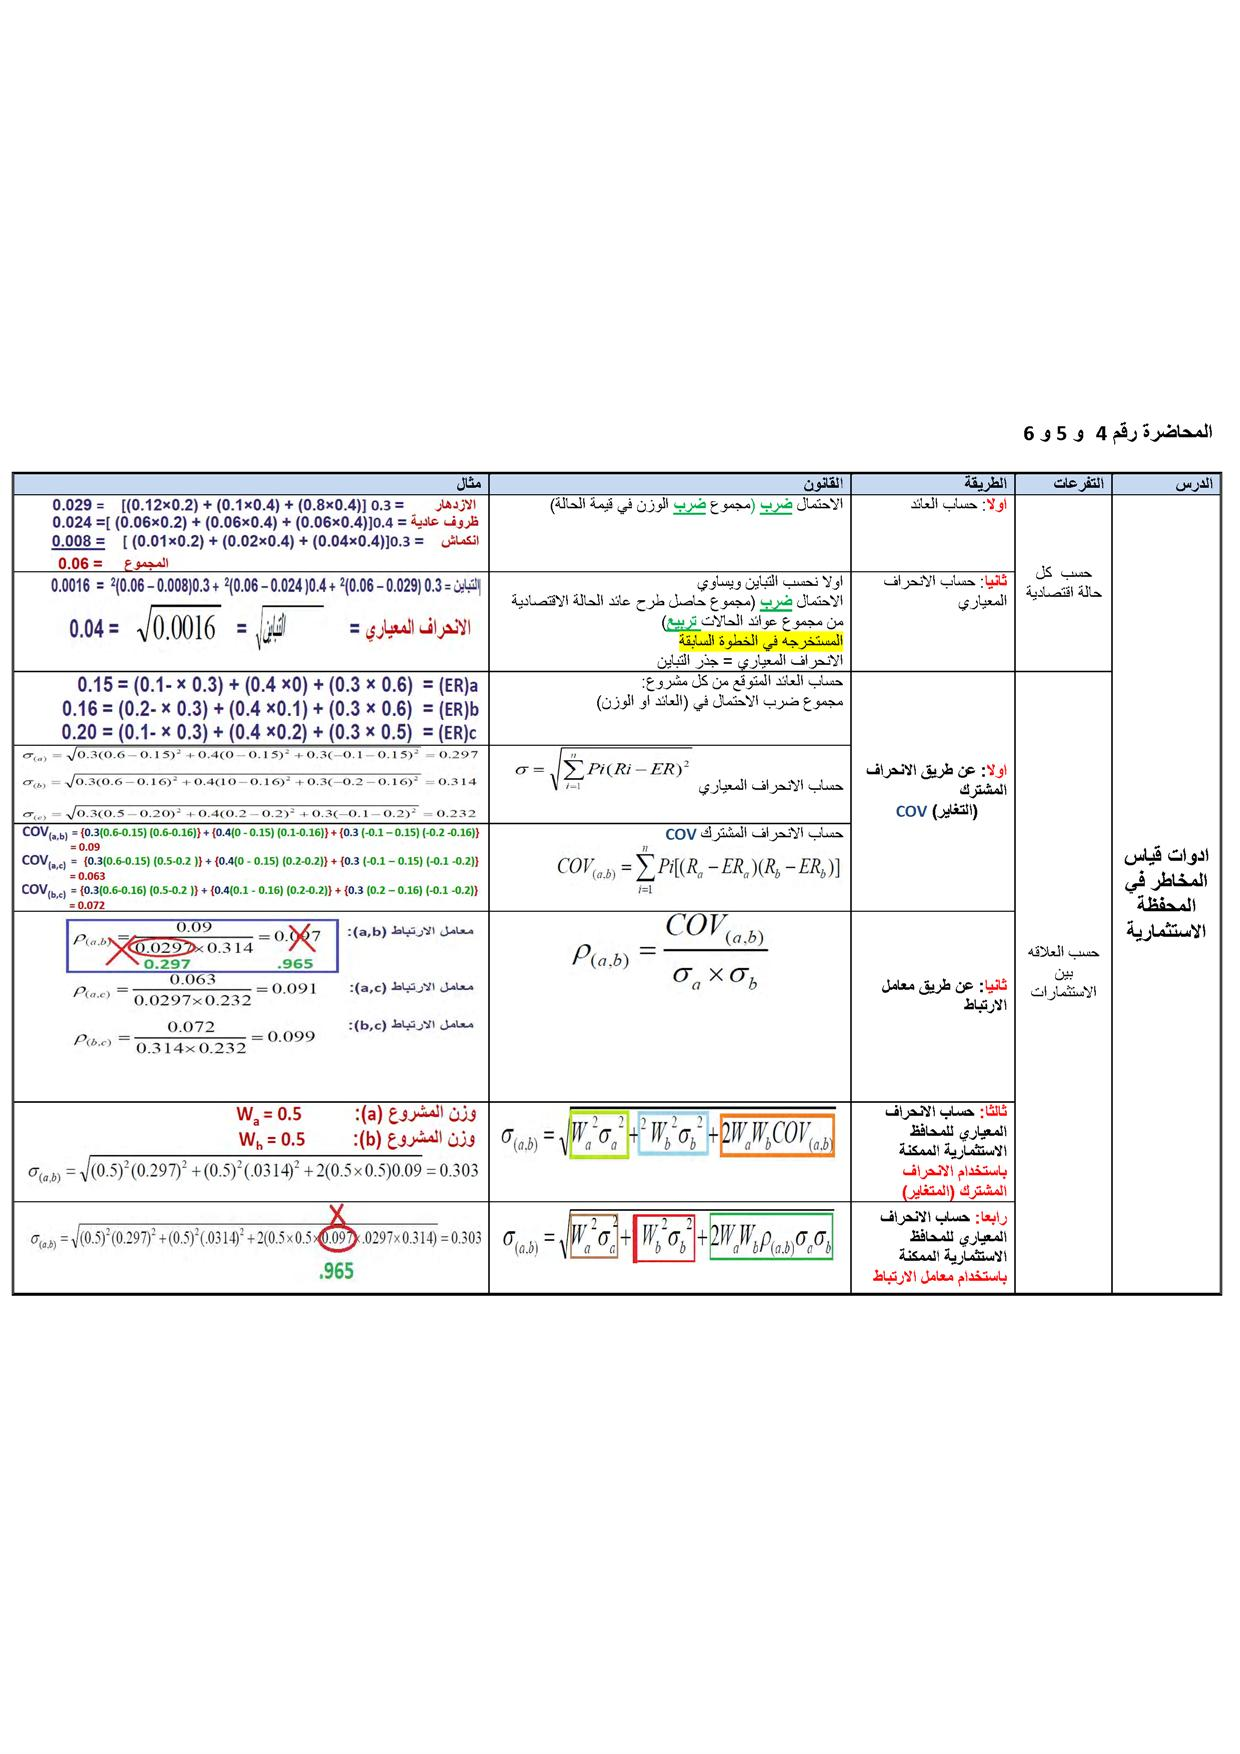 المحاضرة رقم 4 و 5 و 6
الدرس
التفرعات
الطريقة
القانون
مثال
ادوات قياس
المخاطر في
المحفظة
الاستثمارية
حسب كل
حالة اقتصادية
اولا: حساب العائد
الاحتمال ضرب (مجموع ضرب الوزن في قيمة الحالة)
الازدهار = 0.3 [(0.12×0.2) + (0.1×0.4) + (0.8×0.4)] = 0.029
ظروف عادية = 0.4[(0.06×0.2) + (0.06×0.4) + (0.06×0.4) ]= 0.024
انكماش = 0.3[(0.01×0.2) + (0.02×0.4) + (0.04×0.4) ] = 0.008
المجموع = 0.06
ثانيا: حساب الانحراف
المعياري
اولا نحسب التباين ويساوي
الاحتمال ضرب (مجموع حاصل طرح عائد الحالة الاقتصادية
من مجموع عوائد الحالات تربيع)
المستخرجه في الخطوة السابقة
الانحراف المعياري = جذر التباين
التباين = 0.3 (0.06 – 0.029)² + 0.4( 0.06 – 0.024)² + 0.3(0.06 – 0.008)² = 0.0016
الانحراف المعياري = √التباين = √0.0016 = 0.04
حسب العلاقه
بين
الاستثمارات
اولا: عن طريق الانحراف
المشترك
(التغاير) COV
حساب العائد المتوقع من كل مشروع:
مجموع ضرب الاحتمال في (العائد او الوزن)
0.15 = (0.1- × 0.3) + (0.4 ×0) + (0.3 × 0.6) = (ER)a
0.16 = (0.2- × 0.3) + (0.4 ×0.1) + (0.3 × 0.6) = (ER)b
0.20 = (0.1- × 0.3) + (0.4 ×0.2) + (0.3 × 0.5) = (ER)c
σ = √∑ⁿᵢ₌₁ Pi(Ri − ER)²
حساب الانحراف المعياري
σ(a) = √0.3(0.6 − 0.15)² + 0.4(0 − 0.15)² + 0.3(−0.1 − 0.15)² = 0.297
σ(b) = √0.3(0.6 − 0.16)² + 0.4(10 − 0.16)² + 0.3(−0.2 − 0.16)² = 0.314
σ(c) = √0.3(0.5 − 0.20)² + 0.4(0.2 − 0.2)² + 0.3(−0.1 − 0.2)² = 0.232
حساب الانحراف المشترك COV
COV(a,b) = ∑ⁿᵢ₌₁ Pi[(Ra − ERa)(Rb − ERb)]
COV(a,b) = {0.3(0.6-0.15) (0.6-0.16)} + {0.4(0 - 0.15) (0.1-0.16)} + {0.3 (-0.1 – 0.15) (-0.2 -0.16)}
= 0.09
COV(a,c) = {0.3(0.6-0.15) (0.5-0.2 )} + {0.4(0 - 0.15) (0.2-0.2)} + {0.3 (-0.1 – 0.15) (-0.1 -0.2)}
= 0.063
COV(b,c) = {0.3(0.6-0.16) (0.5-0.2 )} + {0.4(0.1 - 0.16) (0.2-0.2)} + {0.3 (0.2 – 0.16) (-0.1 -0.2)}
= 0.072
ثانيا: عن طريق معامل
الارتباط
ρ(a,b) = COV(a,b) / σa × σb
معامل الارتباط (a,b): ρ(a,b) = 0.09 / 0.0297×0.314 = 0.097
0.297 .965
معامل الارتباط (a,c): ρ(a,c) = 0.063 / 0.0297×0.232 = 0.091
معامل الارتباط (b,c): ρ(b,c) = 0.072 / 0.314×0.232 = 0.099
ثالثا: حساب الانحراف
المعياري للمحافظ
الاستثمارية الممكنة
باستخدام الانحراف
المشترك (المتغاير)
σ(a,b) = √Wa²σa² + ²Wb²σb² + 2WaWbCOV(a,b)
وزن المشروع (a): Wa = 0.5
وزن المشروع (b): Wb = 0.5
σ(a,b) = √(0.5)²(0.297)² + (0.5)²(.0314)² + 2(0.5×0.5)0.09 = 0.303
رابعا: حساب الانحراف
المعياري للمحافظ
الاستثمارية الممكنة
باستخدام معامل الارتباط
σ(a,b) = √Wa²σa² + Wb²σb² + 2WaWbρ(a,b)σaσb
X
σ(a,b) = √(0.5)²(0.297)² + (0.5)²(.0314)² + 2(0.5×0.5×0.097×.0297×0.314) = 0.303
.965